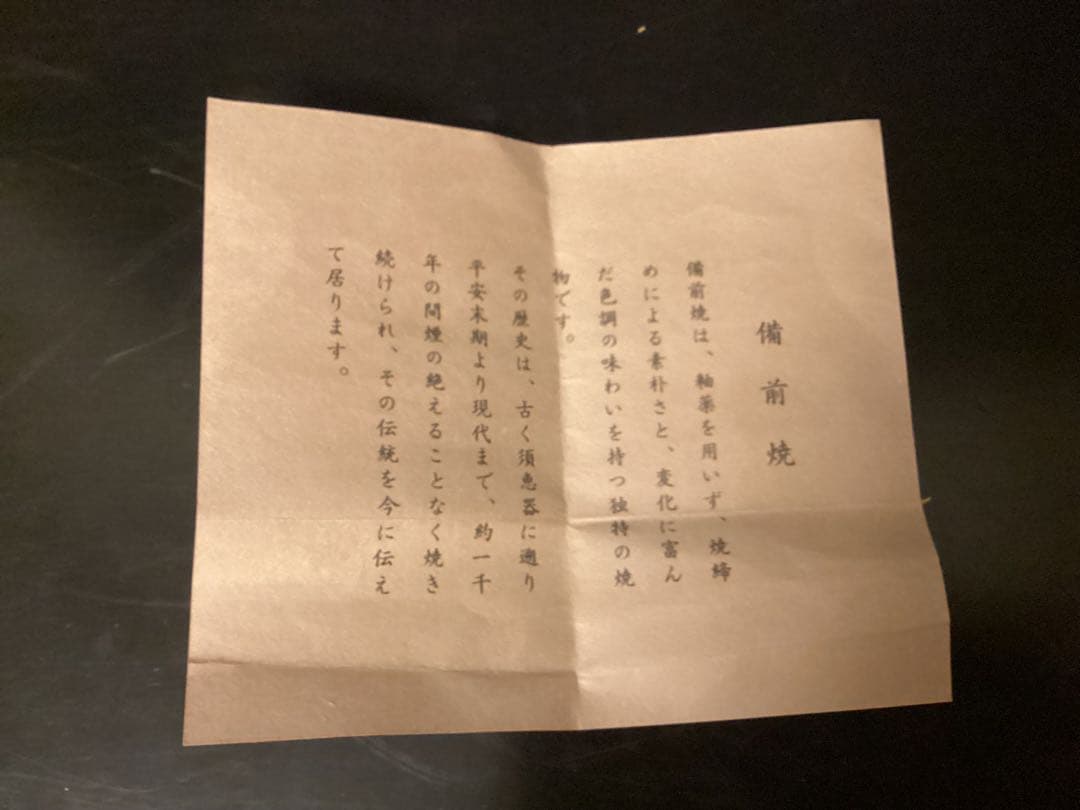 備前焼
備前焼は、釉薬を用いず、焼締
めによる素朴さと、変化に富ん
だ色調の味わいを持つ独特の焼
物です。
その歴史は、古く須恵器に遡り
平安末期より現代まで、約一千
年の間煙の絶えることなく焼き
続けられ、その伝統を今に伝え
て居ります。